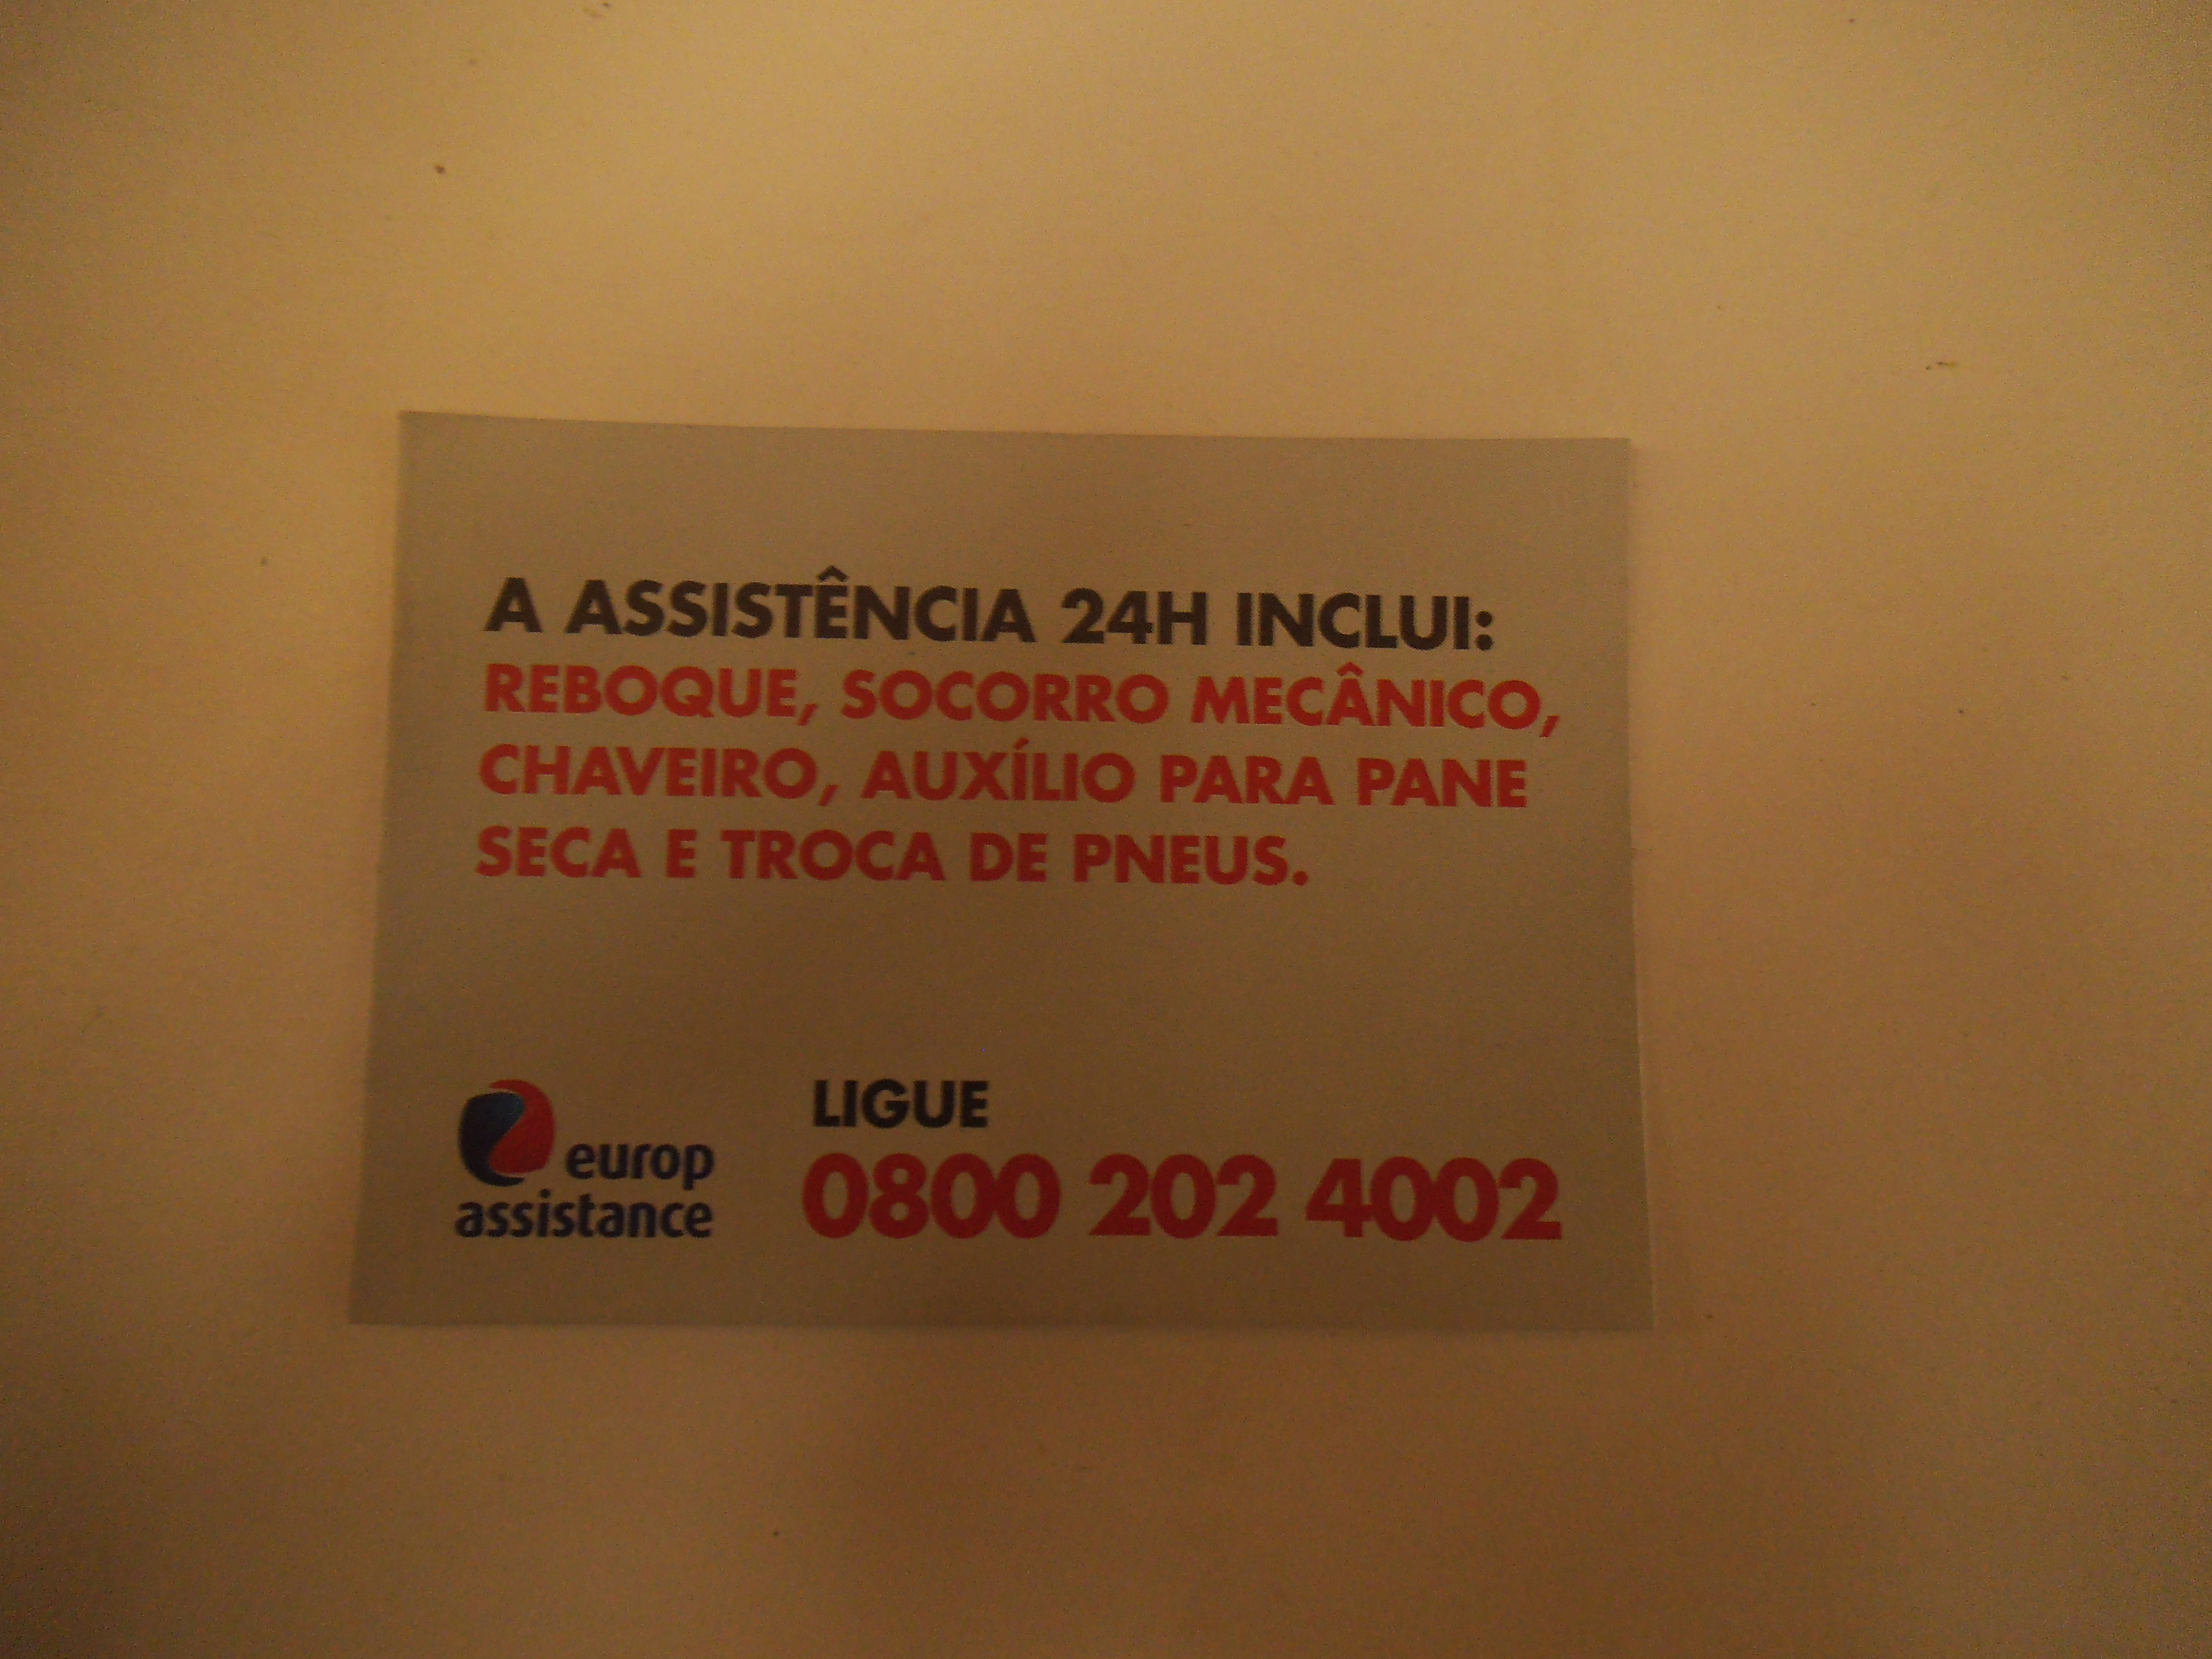 A ASSISTÊNCIA 24H INCLUI:
REBOQUE, SOCORRO MECÂNICO,
CHAVEIRO, AUXÍLIO PARA PANE
SECA E TROCA DE PNEUS.
europ
assistance
LIGUE
0800 202 4002